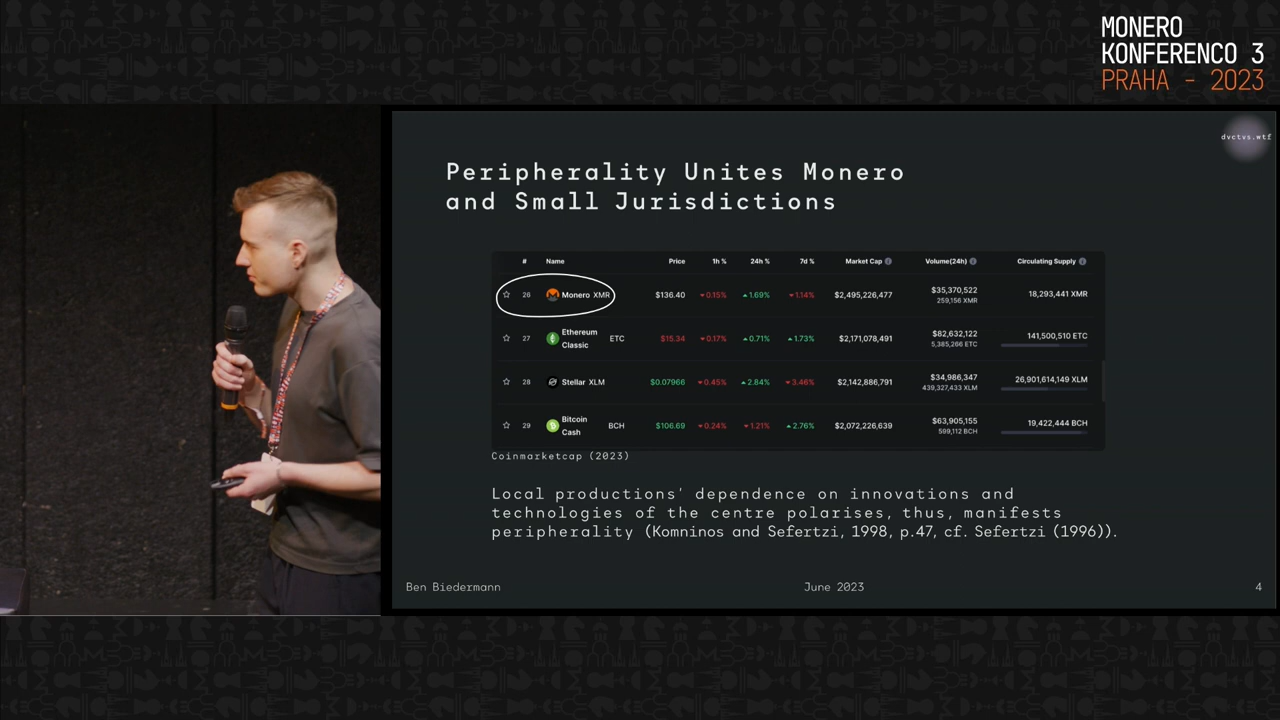 MONERO
KONFERENCO 3
PRAHA - 2023
dvctvs.wtf
Peripherality Unites Monero
and Small Jurisdictions
# Name Price 1h % 24h % 7d % Market Cap Volume(24h) Circulating Supply
26 Monero XMR $136.40 0.15% 1.69% 1.14% $2,495,226,477 $35,370,522 18,293,441 XMR
259,156 XMR
27 Ethereum Classic ETC $15.34 0.17% 0.71% 1.73% $2,171,078,491 $82,632,122 141,500,510 ETC
5,385,266 ETC
28 Stellar XLM $0.07966 0.45% 2.84% 3.46% $2,142,886,791 $34,986,347 26,901,614,149 XLM
439,327,433 XLM
29 Bitcoin Cash BCH $106.69 0.24% 1.21% 2.76% $2,072,226,639 $63,905,155 19,422,444 BCH
599,112 BCH
Coinmarketcap (2023)
Local productions' dependence on innovations and
technologies of the centre polarises, thus, manifests
peripherality (Komninos and Sefertzi, 1998, p.47, cf. Sefertzi (1996)).
Ben Biedermann June 2023 4